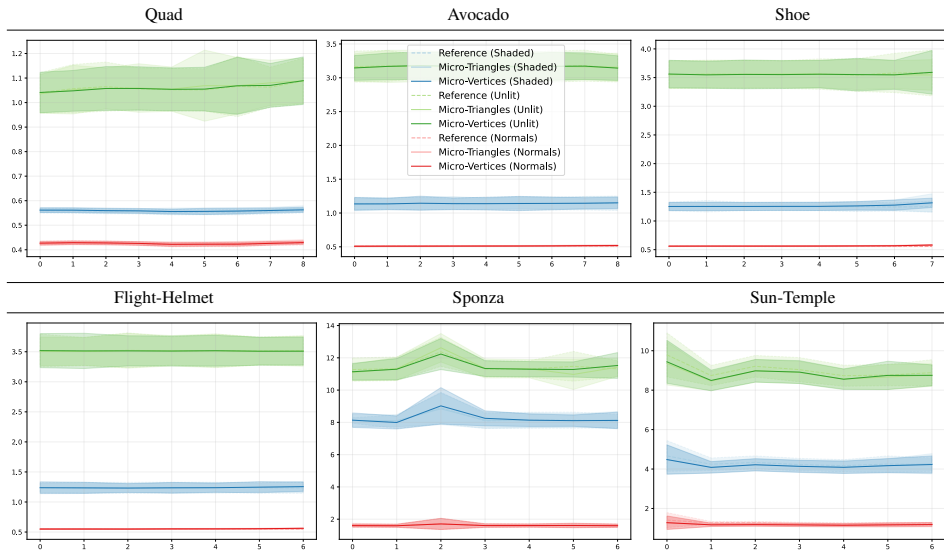 Quad Avocado Shoe
1.2
1.1
1.0
0.9
0.8
0.7
0.6
0.5
0.4
0 1 2 3 4 5 6 7 8
3.5
3.0
2.5
2.0
1.5
1.0
0.5
0 1 2 3 4 5 6 7 8
Reference (Shaded)
Micro-Triangles (Shaded)
Micro-Vertices (Shaded)
Reference (Unlit)
Micro-Triangles (Unlit)
Micro-Vertices (Unlit)
Reference (Normals)
Micro-Triangles (Normals)
Micro-Vertices (Normals)
4.0
3.5
3.0
2.5
2.0
1.5
1.0
0.5
0 1 2 3 4 5 6 7
Flight-Helmet Sponza Sun-Temple
3.5
3.0
2.5
2.0
1.5
1.0
0.5
0 1 2 3 4 5 6
14
12
10
8
6
4
2
0 1 2 3 4 5 6
10
8
6
4
2
0 1 2 3 4 5 6